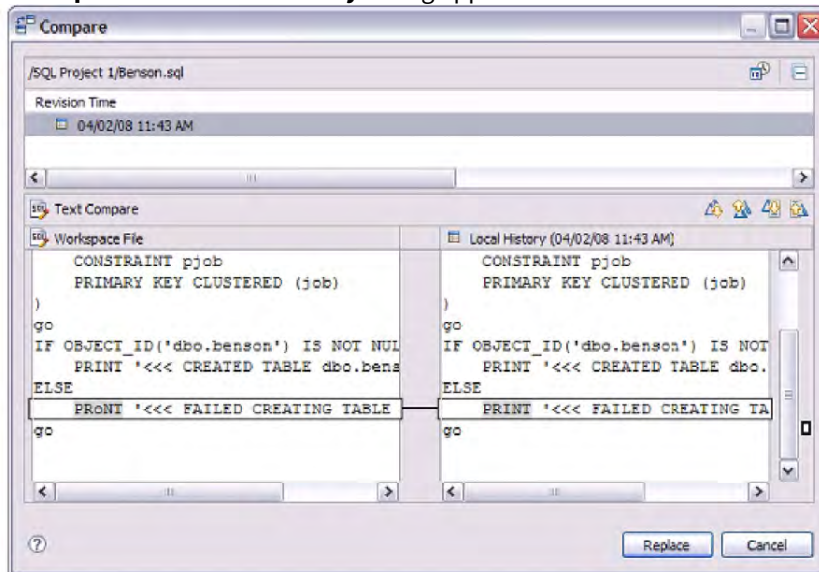 Compare
/SQL Project 1/Benson.sql
Revision Time
04/02/08 11:43 AM
Text Compare
Workspace File
CONSTRAINT pjob
PRIMARY KEY CLUSTERED (job)
)
go
IF OBJECT_ID('dbo.benson') IS NOT NUL
PRINT '<<< CREATED TABLE dbo.bens
ELSE
PRoNT '<<< FAILED CREATING TABLE
go
Local History (04/02/08 11:43 AM)
CONSTRAINT pjob
PRIMARY KEY CLUSTERED (job)
)
go
IF OBJECT_ID('dbo.benson') IS NOT
PRINT '<<< CREATED TABLE dbo.
ELSE
PRINT '<<< FAILED CREATING TA
go
Replace
Cancel